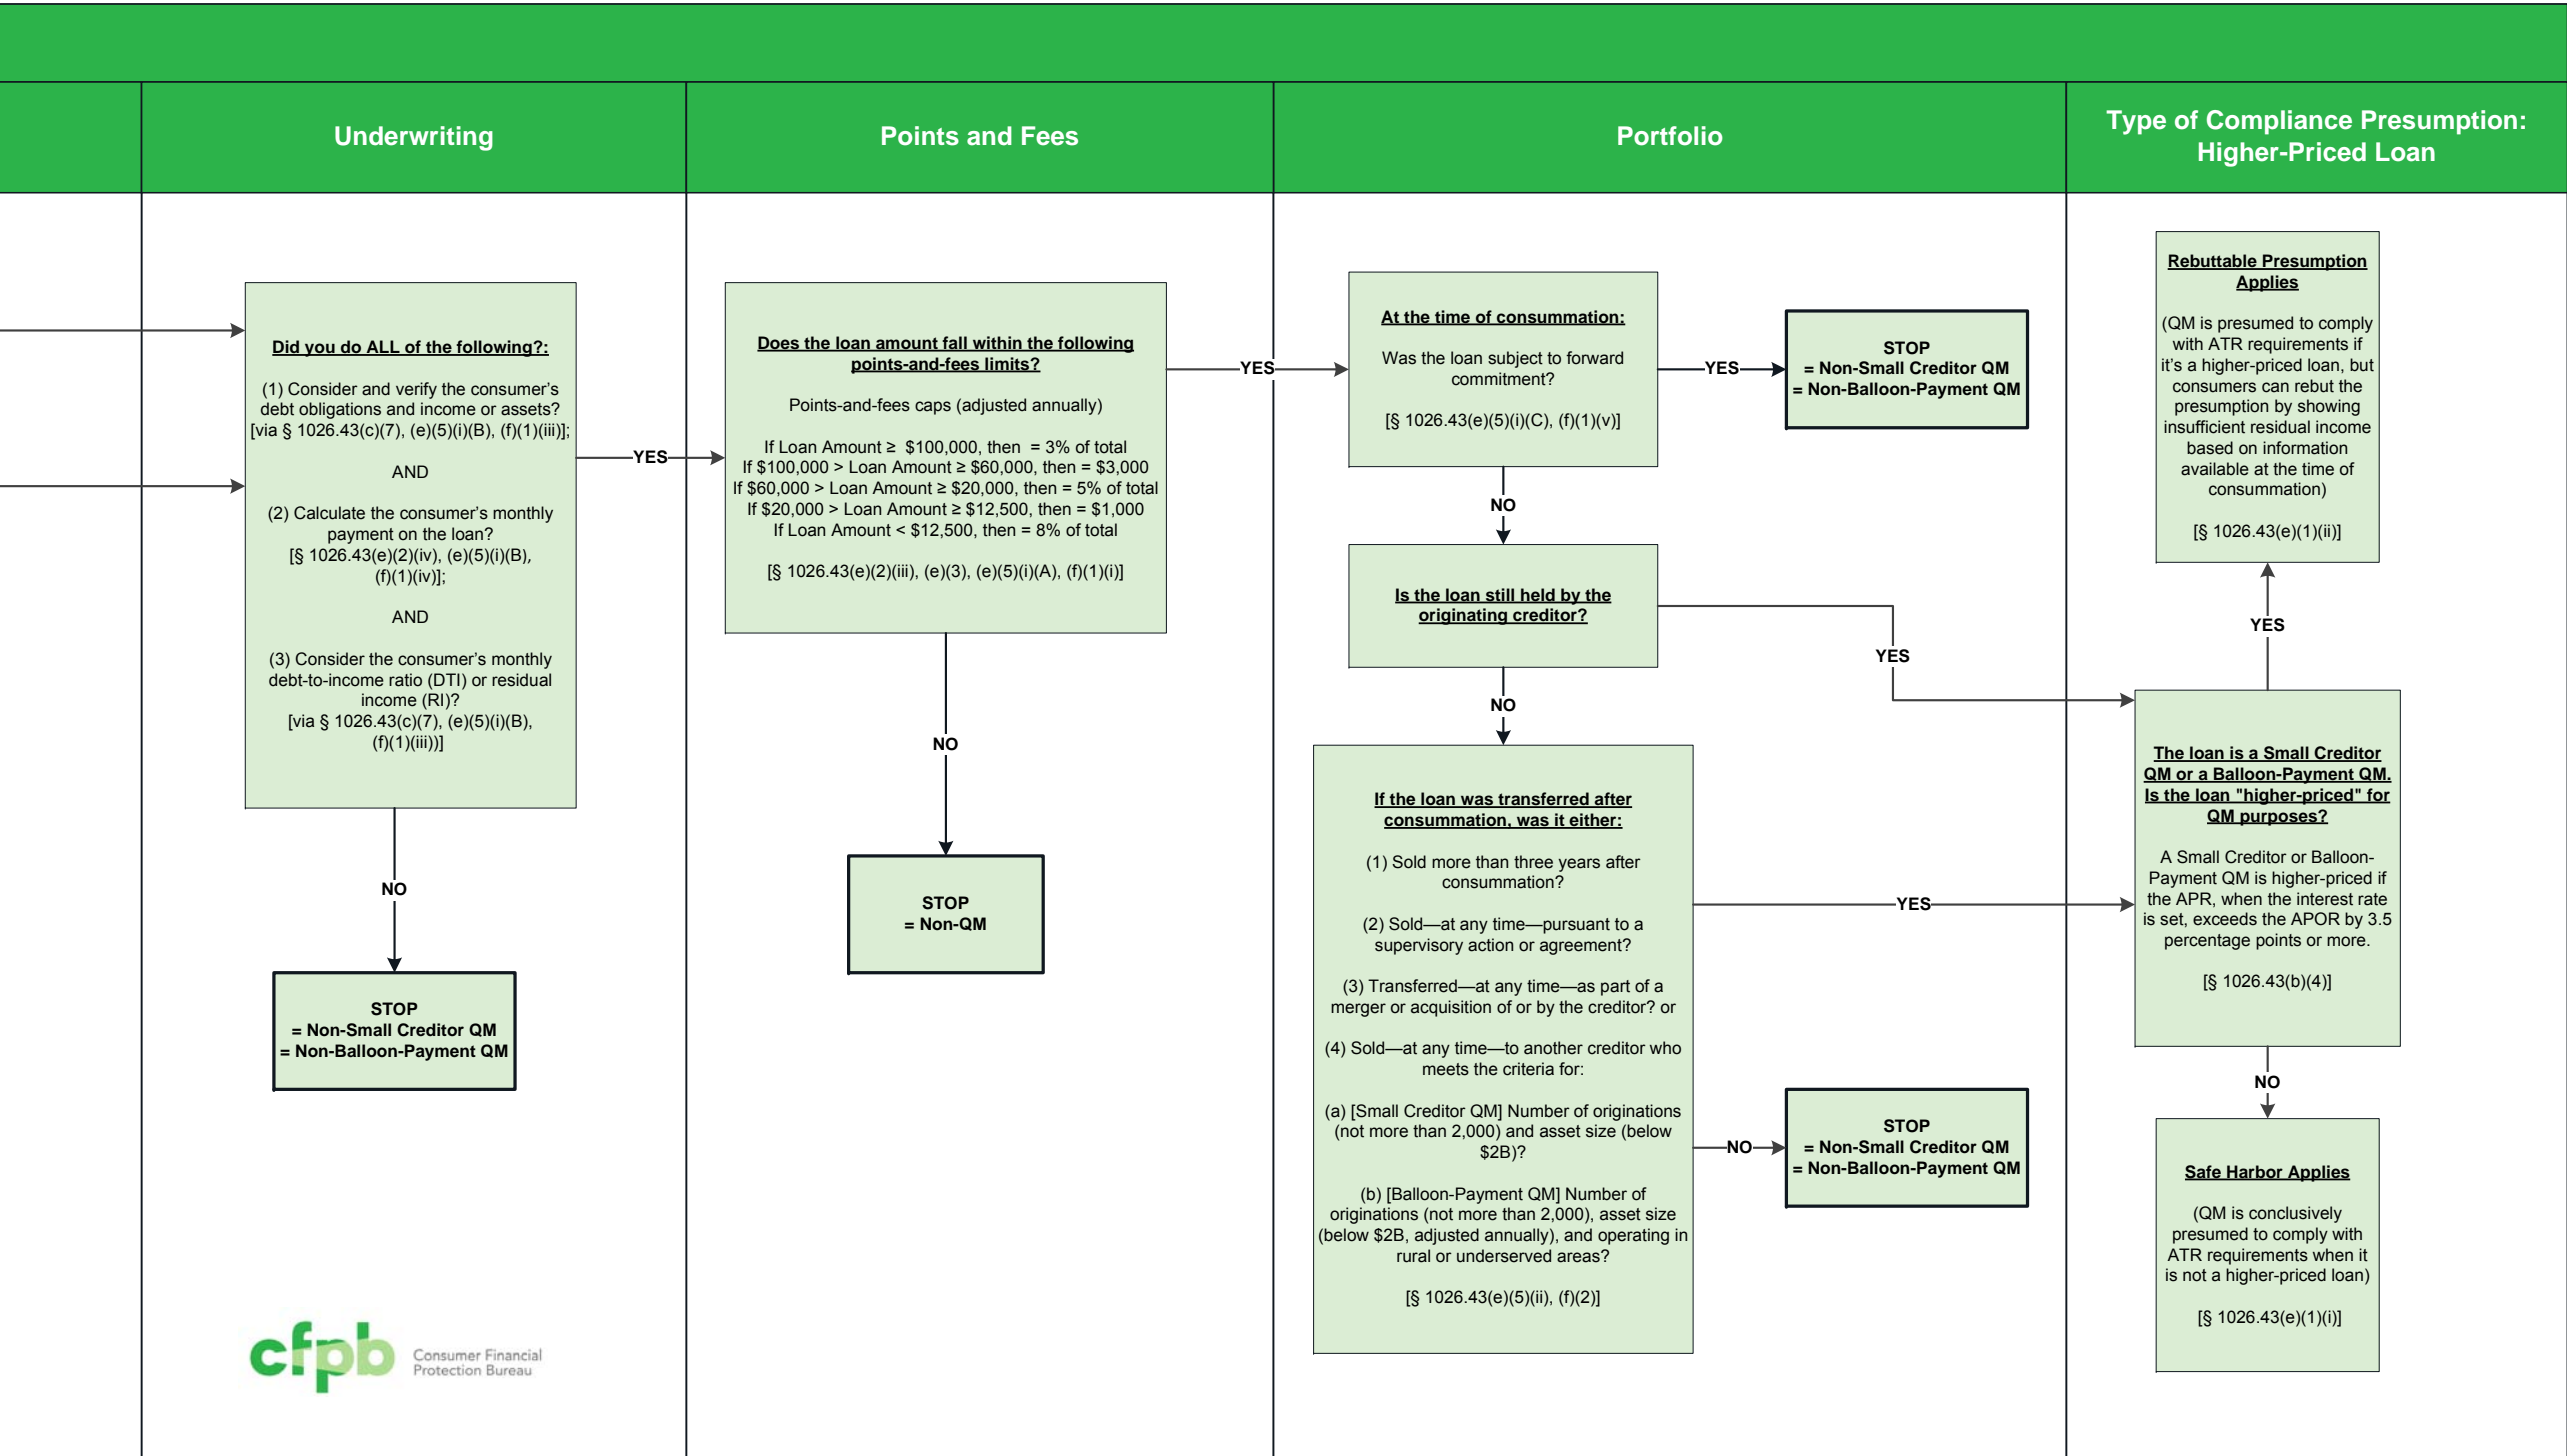 Underwriting
Points and Fees
Portfolio
Type of Compliance Presumption:
Higher-Priced Loan
Did you do ALL of the following?:
(1) Consider and verify the consumer’s
debt obligations and income or assets?
[via § 1026.43(c)(7), (e)(5)(i)(B), (f)(1)(iii)];
AND
(2) Calculate the consumer’s monthly
payment on the loan?
[§ 1026.43(e)(2)(iv), (e)(5)(i)(B),
(f)(1)(iv)];
AND
(3) Consider the consumer’s monthly
debt-to-income ratio (DTI) or residual
income (RI)?
[via § 1026.43(c)(7), (e)(5)(i)(B),
(f)(1)(iii))]
YES
NO
STOP
= Non-Small Creditor QM
= Non-Balloon-Payment QM
Does the loan amount fall within the following
points-and-fees limits?
Points-and-fees caps (adjusted annually)
If Loan Amount ≥ $100,000, then = 3% of total
If $100,000 > Loan Amount ≥ $60,000, then = $3,000
If $60,000 > Loan Amount ≥ $20,000, then = 5% of total
If $20,000 > Loan Amount ≥ $12,500, then = $1,000
If Loan Amount < $12,500, then = 8% of total
[§ 1026.43(e)(2)(iii), (e)(3), (e)(5)(i)(A), (f)(1)(i)]
YES
NO
STOP
= Non-QM
At the time of consummation:
Was the loan subject to forward
commitment?
[§ 1026.43(e)(5)(i)(C), (f)(1)(v)]
YES
STOP
= Non-Small Creditor QM
= Non-Balloon-Payment QM
NO
Is the loan still held by the
originating creditor?
YES
NO
If the loan was transferred after
consummation, was it either:
(1) Sold more than three years after
consummation?
(2) Sold—at any time—pursuant to a
supervisory action or agreement?
(3) Transferred—at any time—as part of a
merger or acquisition of or by the creditor? or
(4) Sold—at any time—to another creditor who
meets the criteria for:
(a) [Small Creditor QM] Number of originations
(not more than 2,000) and asset size (below
$2B)?
(b) [Balloon-Payment QM] Number of
originations (not more than 2,000), asset size
(below $2B, adjusted annually), and operating in
rural or underserved areas?
[§ 1026.43(e)(5)(ii), (f)(2)]
YES
NO
STOP
= Non-Small Creditor QM
= Non-Balloon-Payment QM
Rebuttable Presumption
Applies
(QM is presumed to comply
with ATR requirements if
it’s a higher-priced loan, but
consumers can rebut the
presumption by showing
insufficient residual income
based on information
available at the time of
consummation)
[§ 1026.43(e)(1)(ii)]
YES
The loan is a Small Creditor
QM or a Balloon-Payment QM.
Is the loan "higher-priced" for
QM purposes?
A Small Creditor or Balloon-
Payment QM is higher-priced if
the APR, when the interest rate
is set, exceeds the APOR by 3.5
percentage points or more.
[§ 1026.43(b)(4)]
NO
Safe Harbor Applies
(QM is conclusively
presumed to comply with
ATR requirements when it
is not a higher-priced loan)
[§ 1026.43(e)(1)(i)]
cfpb
Consumer Financial
Protection Bureau